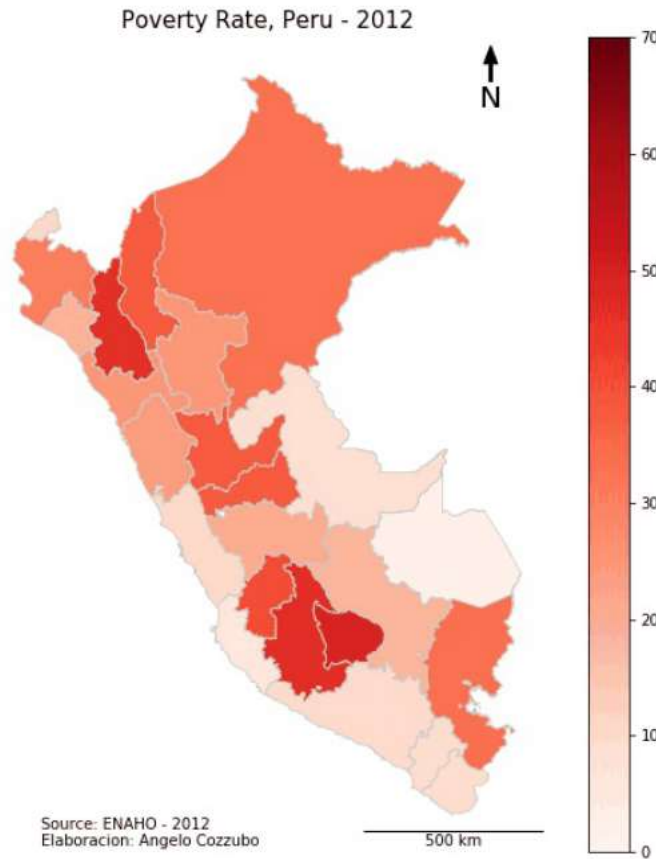 Poverty Rate, Peru - 2012
N
70
60
50
40
30
20
10
0
Source: ENAHO - 2012
Elaboracion: Angelo Cozzubo
500 km